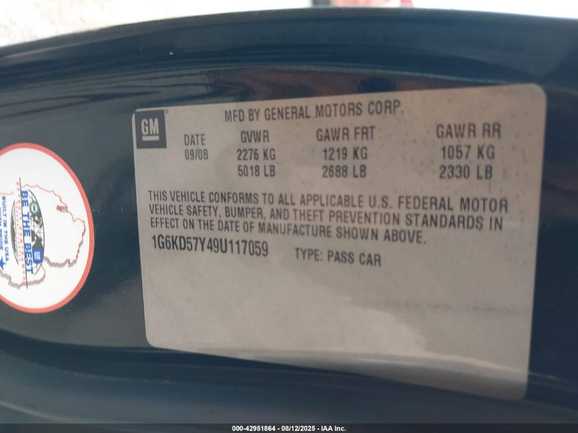 MFD BY GENERAL MOTORS CORP.
GM
DATE GVWR GAWR FRT GAWR RR
09/08 2276 KG 1219 KG 1057 KG
5018 LB 2688 LB 2330 LB
THIS VEHICLE CONFORMS TO ALL APPLICABLE U.S. FEDERAL MOTOR
VEHICLE SAFETY, BUMPER, AND THEFT PREVENTION STANDARDS IN
EFFECT ON THE DATE OF MANUFACTURE SHOWN ABOVE.
1G6KD57Y49U117059 TYPE: PASS CAR
BE THE BEST
000-42951864 - 08/12/2025 - IAA Inc.